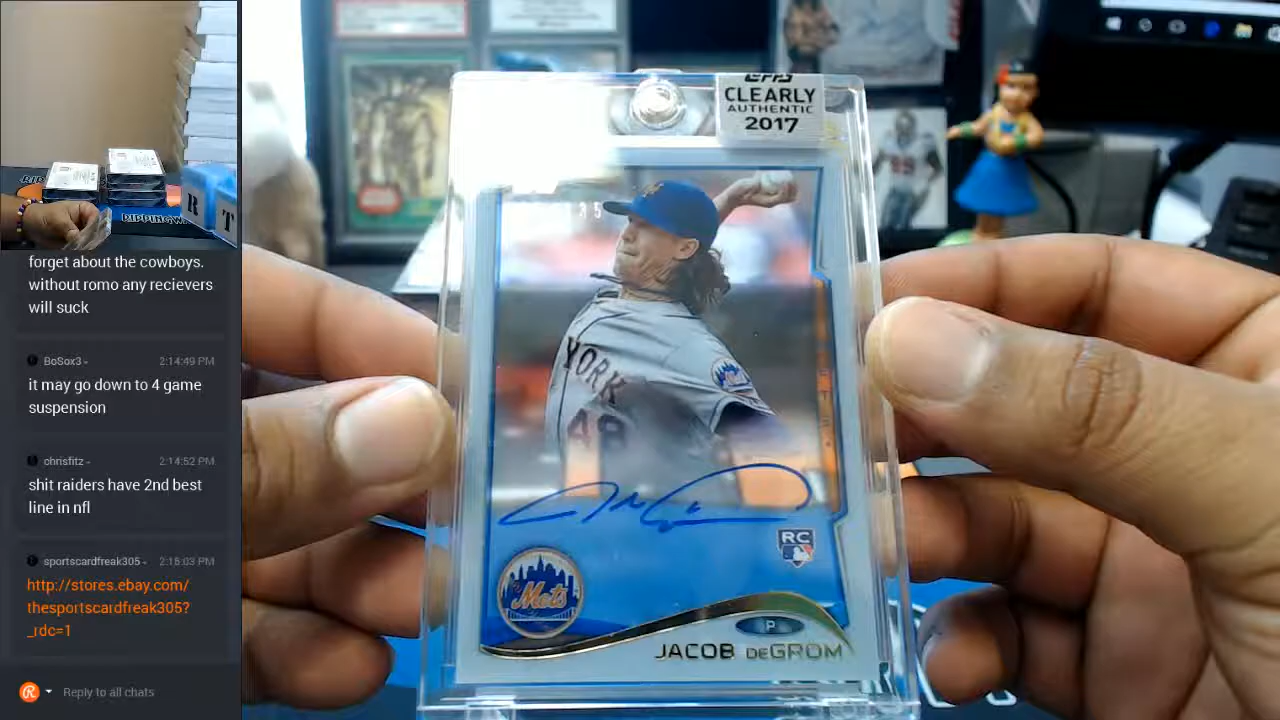 forget about the cowboys.
without romo any recievers
will suck
BoSox3
2:14:49 PM
it may go down to 4 game
suspension
chrisfitz
2:14:52 PM
shit raiders have 2nd best
line in nfl
sportscardfreak305
2:15:03 PM
http://stores.ebay.com/
thesportscardfreak305?
_rdc=1
Reply to all chats
R T
CLEARLY
AUTHENTIC
2017
35
YORK
48
Mets
RC
P
JACOB deGROM